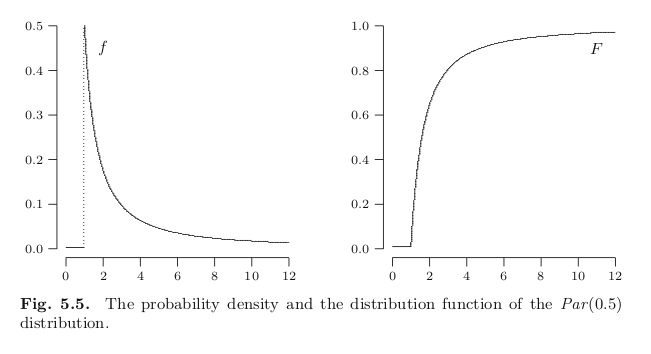 0.5
0.4
0.3
0.2
0.1
0.0
f
0 2 4 6 8 10 12
1.0
0.8
0.6
0.4
0.2
0.0
F
0 2 4 6 8 10 12
Fig. 5.5. The probability density and the distribution function of the Par(0.5)
distribution.